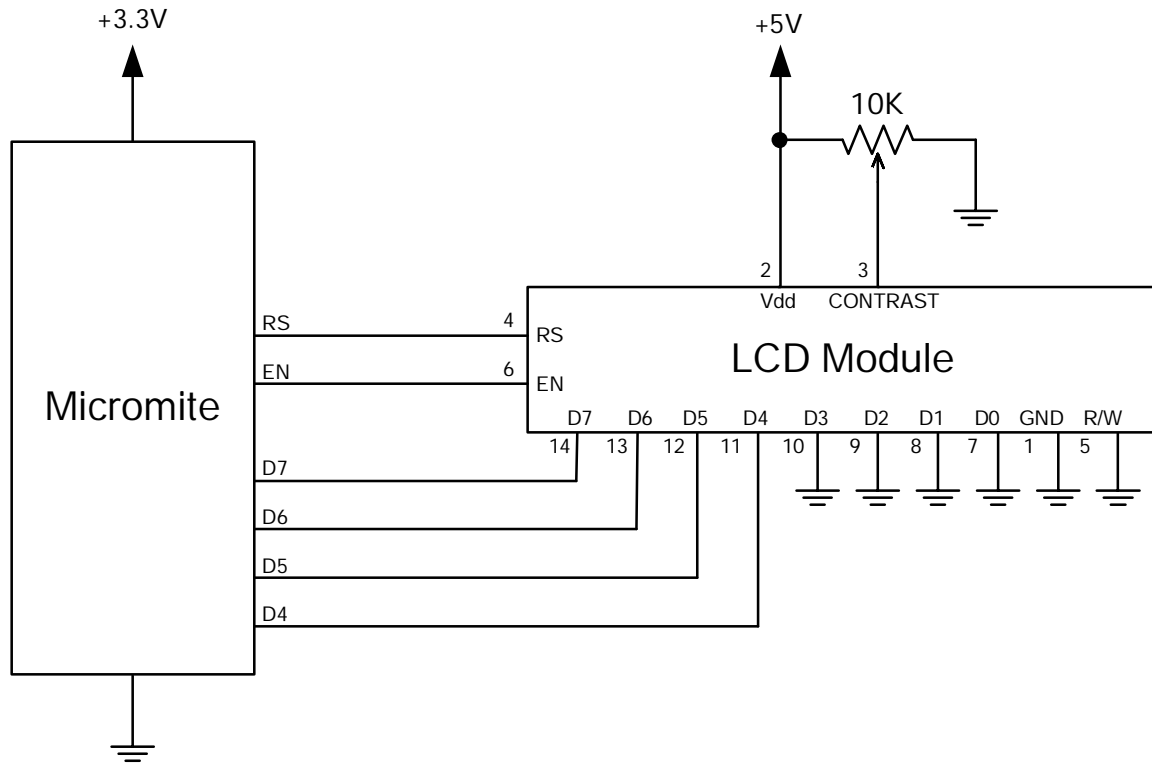 +3.3V
+5V
10K
2
3
Vdd
CONTRAST
RS
4
RS
LCD Module
EN
6
EN
Micromite
D7
D6
D5
D4
D3
D2
D1
D0
GND
R/W
14
13
12
11
10
9
8
7
1
5
D7
D6
D5
D4